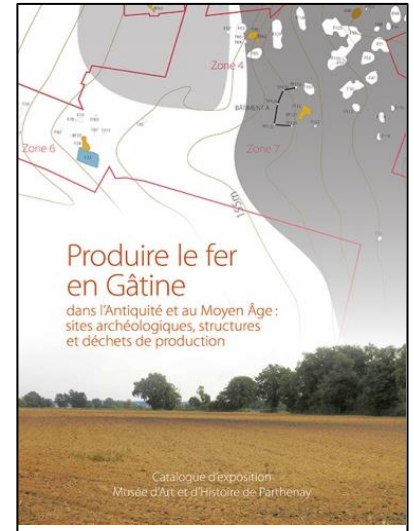 Zone 4
BÂTIMENT A
Zone 6
Zone 7
155m
Produire le fer
en Gâtine
dans l'Antiquité et au Moyen Âge :
sites archéologiques, structures
et déchets de production
Catalogue d'exposition
Musée d'Art et d'Histoire de Parthenay